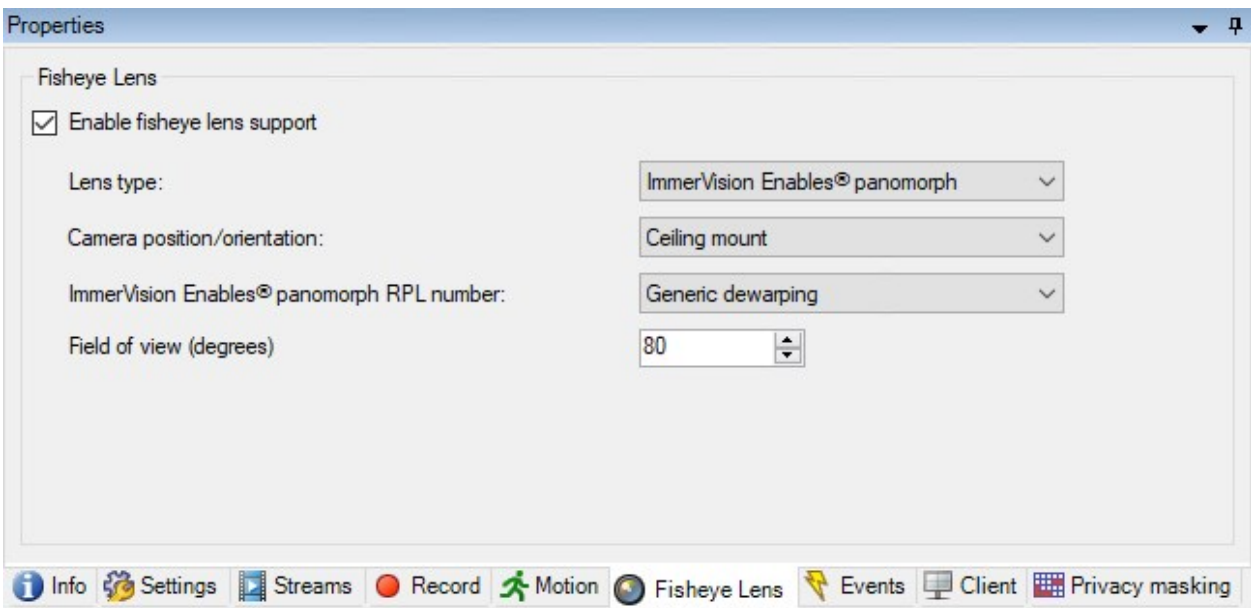 Properties
Fisheye Lens
Enable fisheye lens support
Lens type: ImmerVision Enables® panomorph
Camera position/orientation: Ceiling mount
ImmerVision Enables® panomorph RPL number: Generic dewarping
Field of view (degrees) 80
Info Settings Streams Record Motion Fisheye Lens Events Client Privacy masking